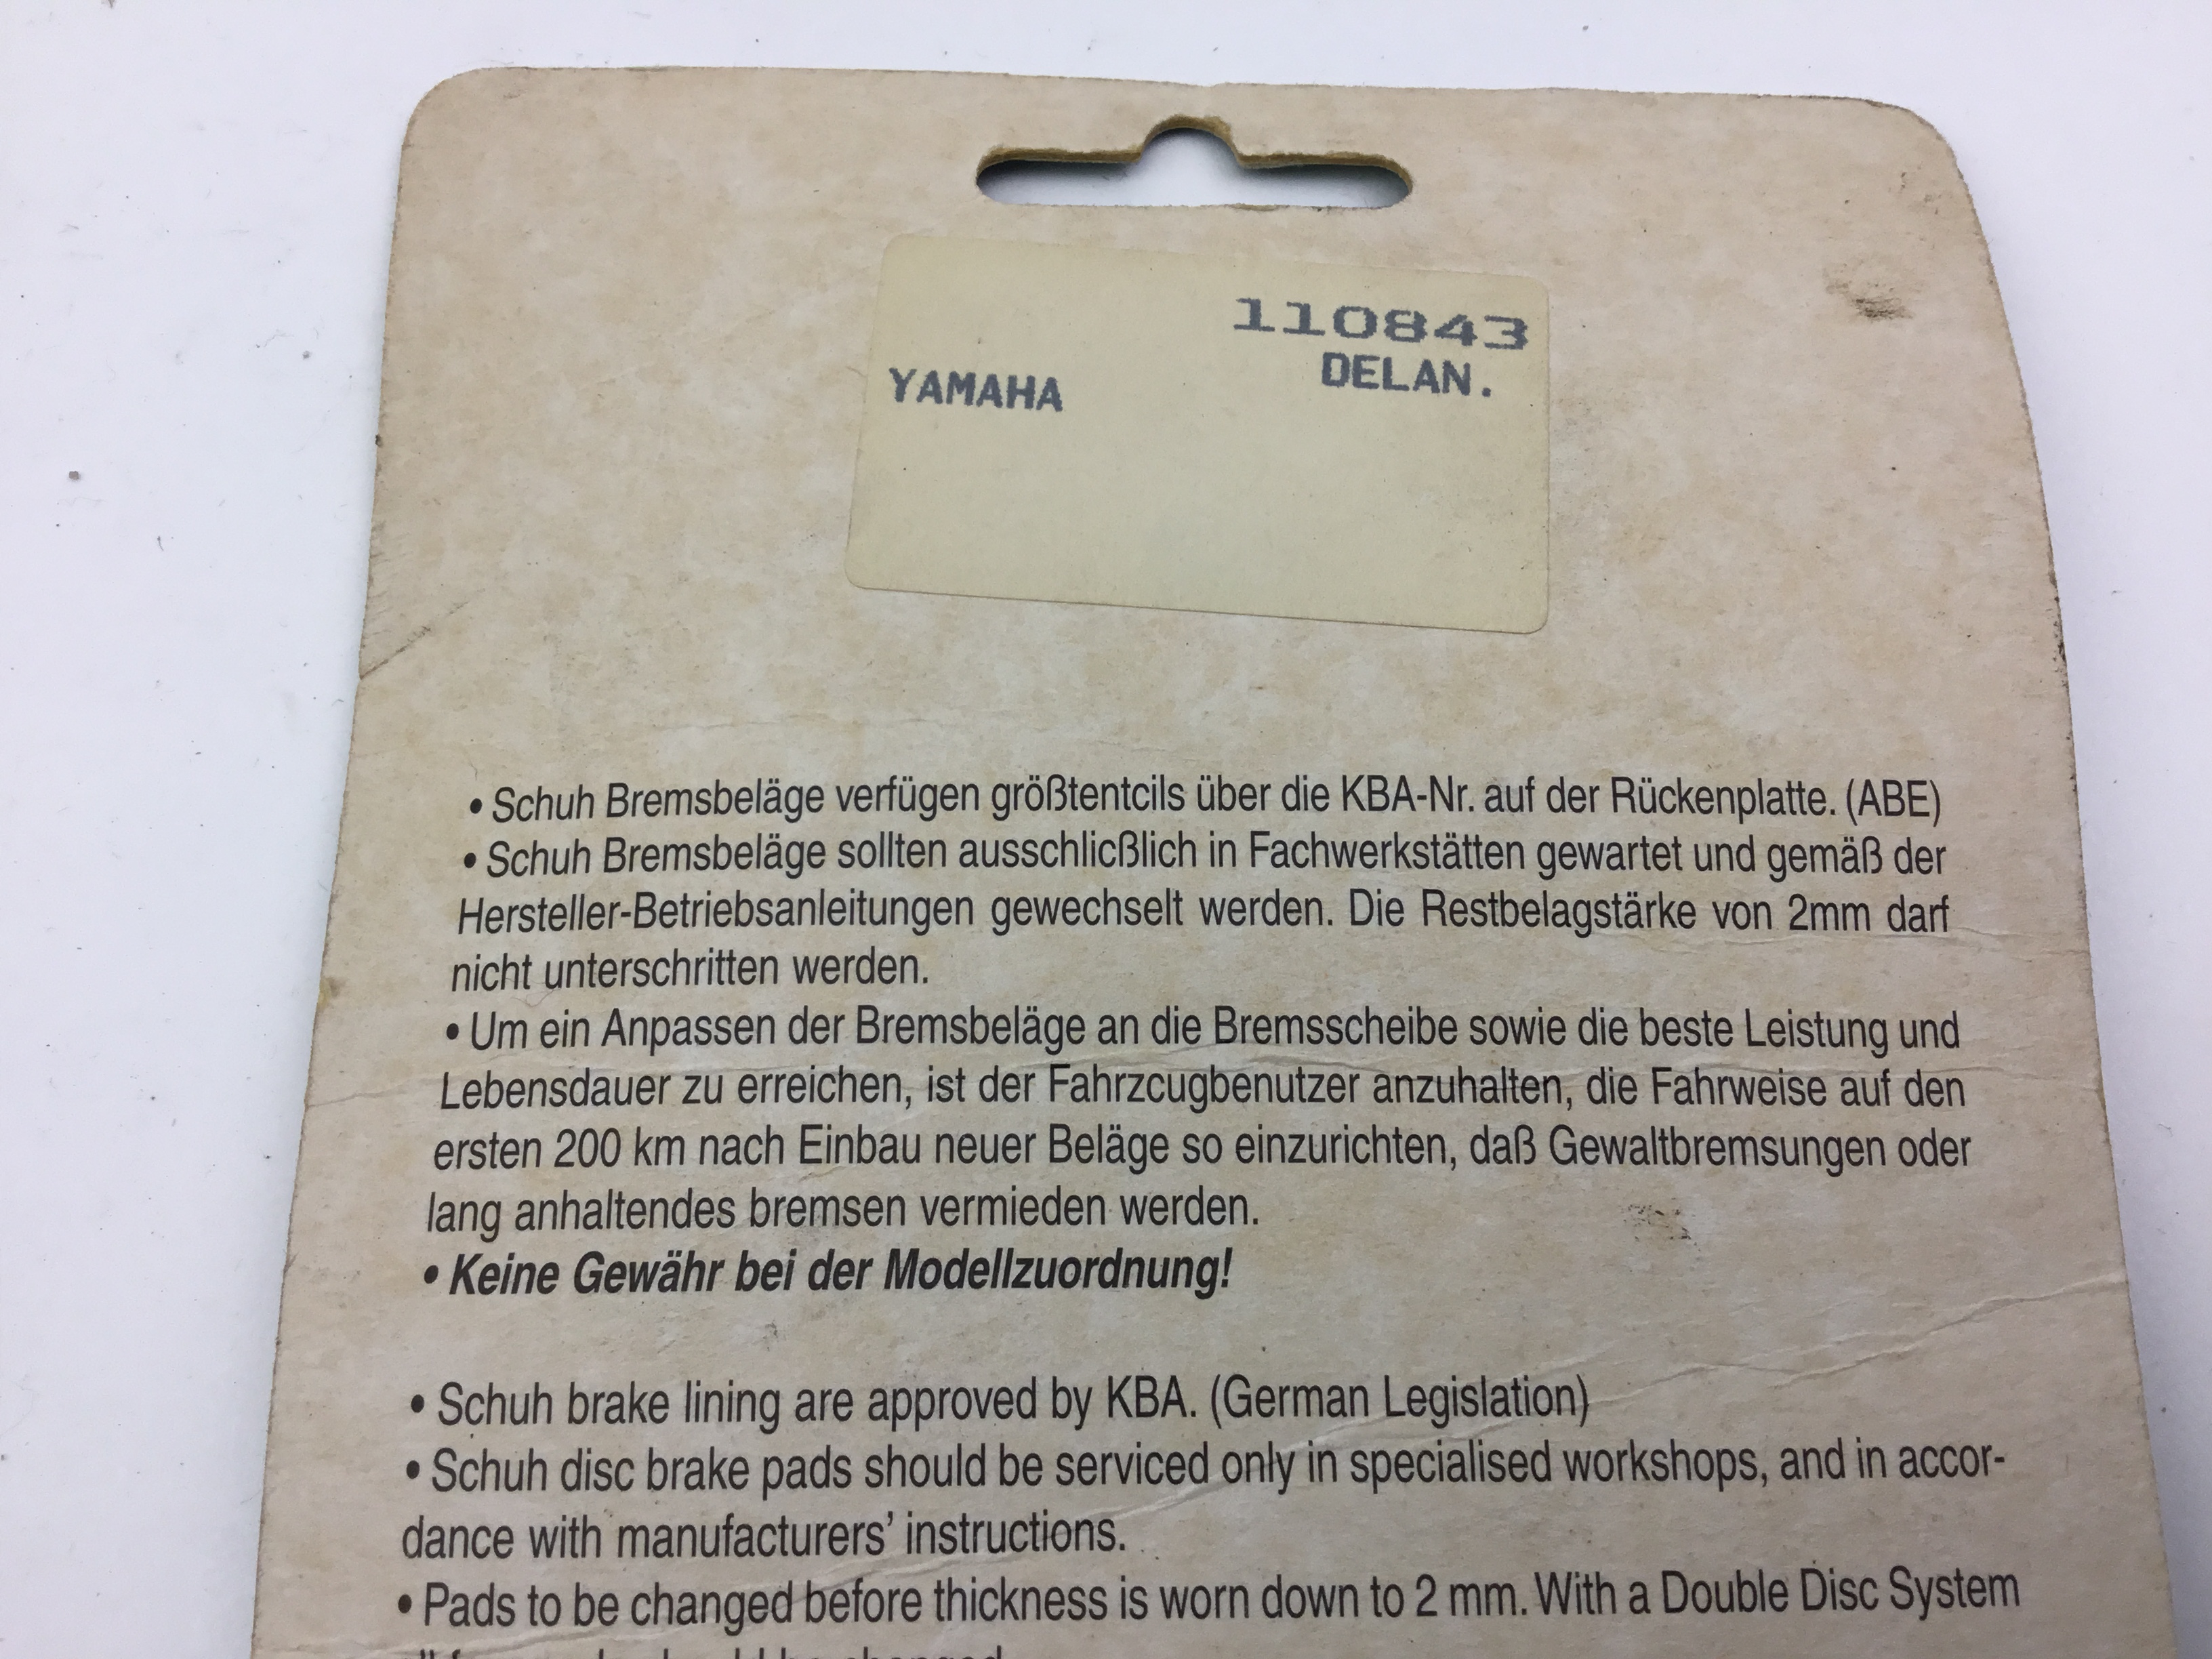 110843
YAMAHA DELAN.
• Schuh Bremsbeläge verfügen größtentcils über die KBA-Nr. auf der Rückenplatte. (ABE)
• Schuh Bremsbeläge sollten ausschlicßlich in Fachwerkstätten gewartet und gemäß der
Hersteller-Betriebsanleitungen gewechselt werden. Die Restbelagstärke von 2mm darf
nicht unterschritten werden.
• Um ein Anpassen der Bremsbeläge an die Bremsscheibe sowie die beste Leistung und
Lebensdauer zu erreichen, ist der Fahrzcugbenutzer anzuhalten, die Fahrweise auf den
ersten 200 km nach Einbau neuer Beläge so einzurichten, daß Gewaltbremsungen oder
lang anhaltendes bremsen vermieden werden.
• Keine Gewähr bei der Modellzuordnung!
• Schuh brake lining are approved by KBA. (German Legislation)
• Schuh disc brake pads should be serviced only in specialised workshops, and in accor-
dance with manufacturers' instructions.
• Pads to be changed before thickness is worn down to 2 mm. With a Double Disc System
be changed